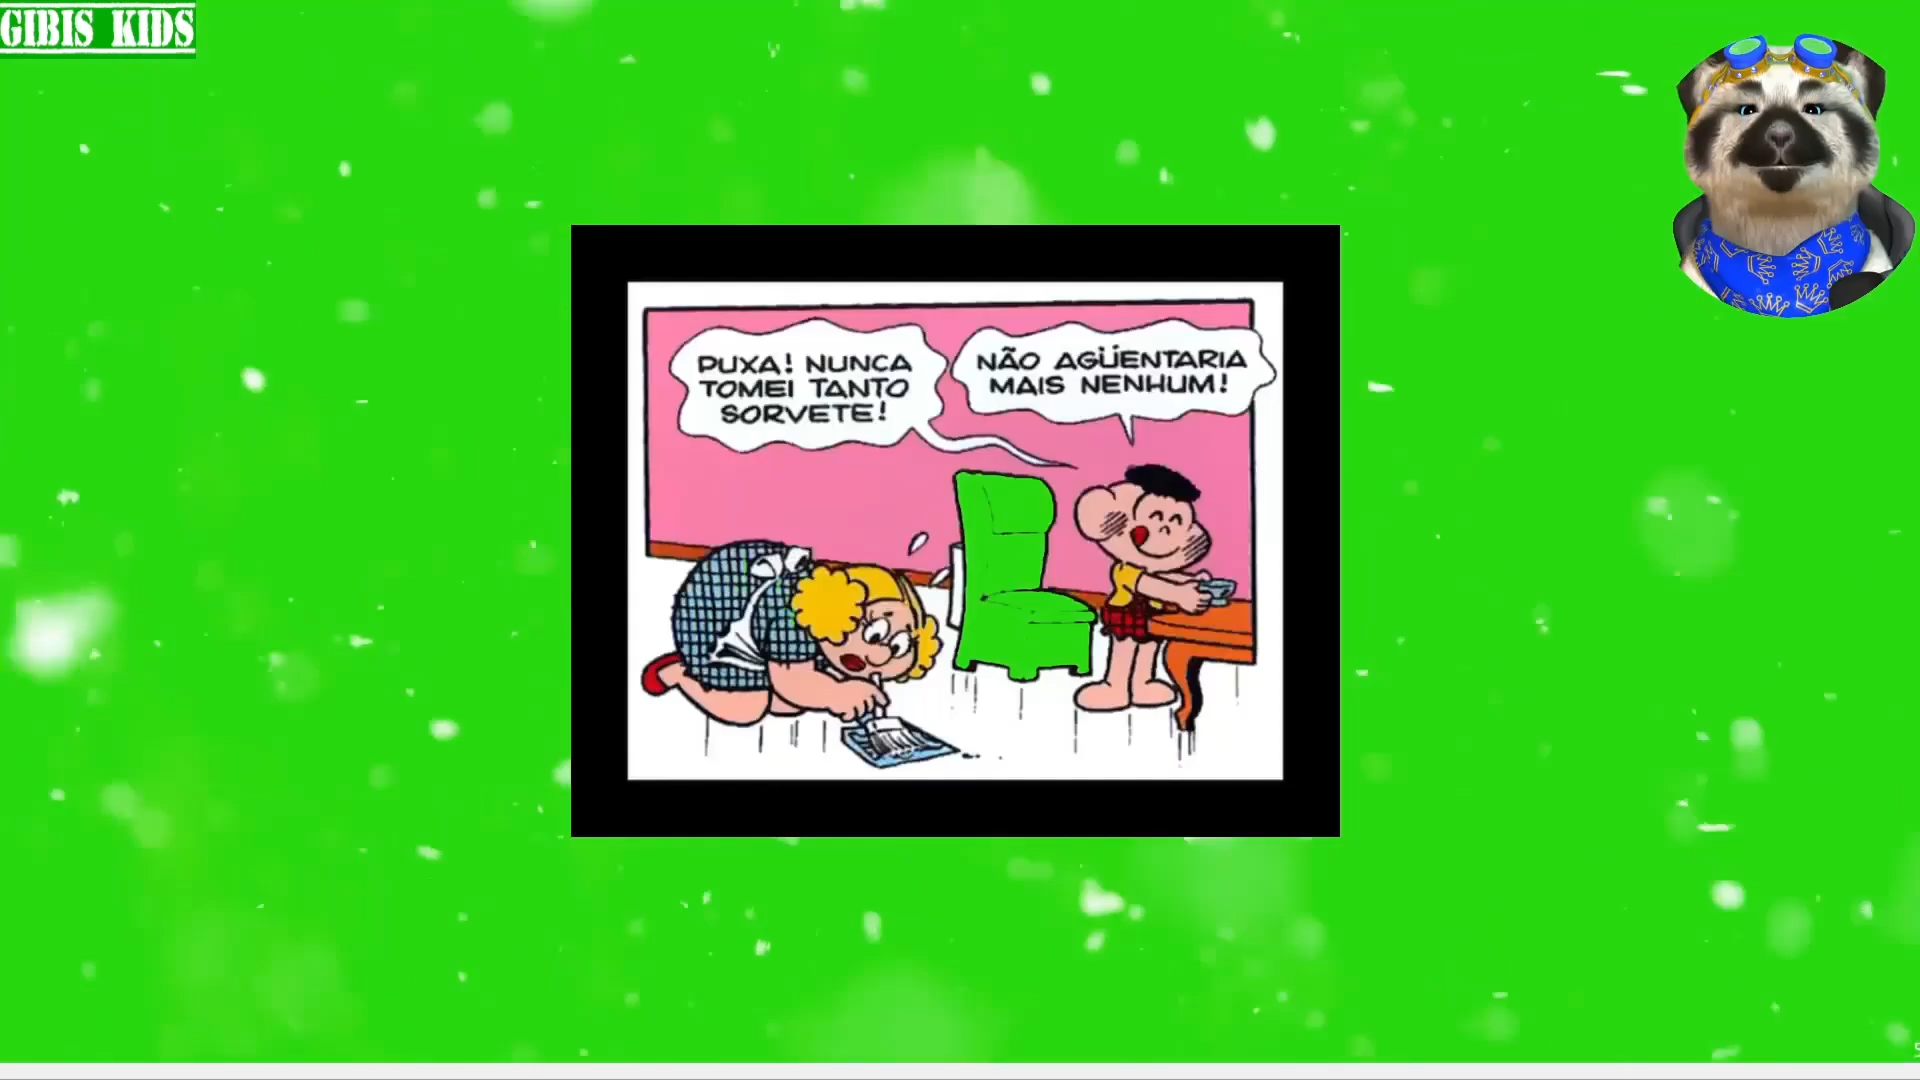 GIBIS KIDS
PUXA! NUNCA
TOMEI TANTO
SORVETE!
NÃO AGÜENTARIA
MAIS NENHUM!